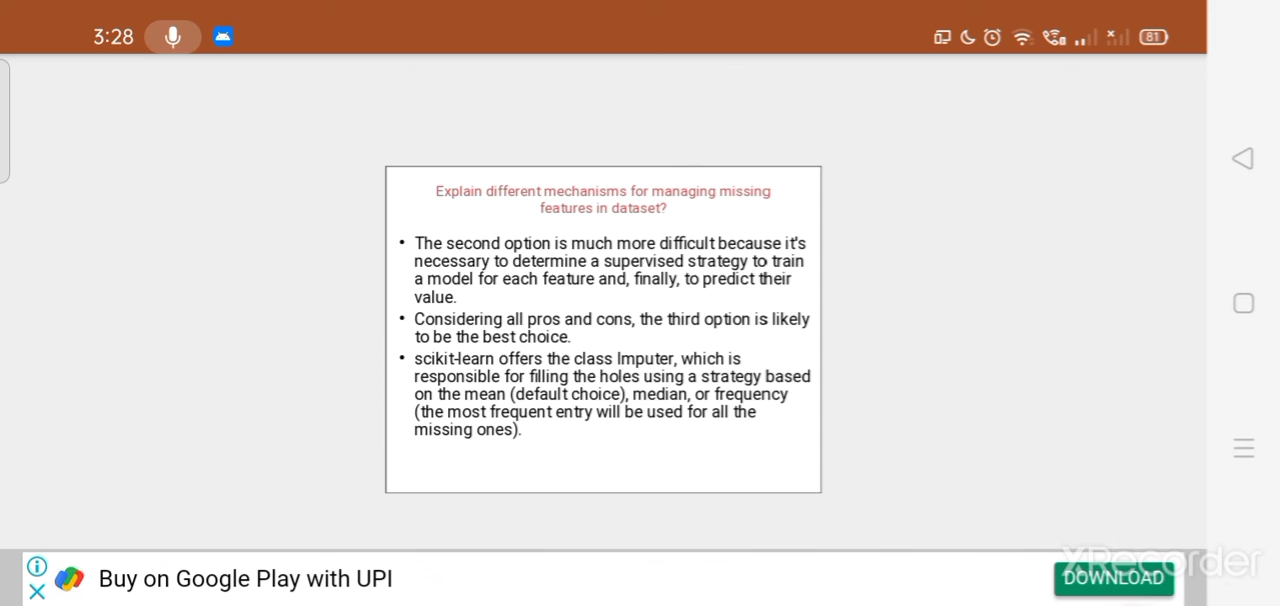 3:28
81
Explain different mechanisms for managing missing
features in dataset?
• The second option is much more difficult because it's
necessary to determine a supervised strategy to train
a model for each feature and, finally, to predict their
value.
• Considering all pros and cons, the third option is likely
to be the best choice.
• scikit-learn offers the class Imputer, which is
responsible for filling the holes using a strategy based
on the mean (default choice), median, or frequency
(the most frequent entry will be used for all the
missing ones).
XRecorder
Buy on Google Play with UPI
DOWNLOAD